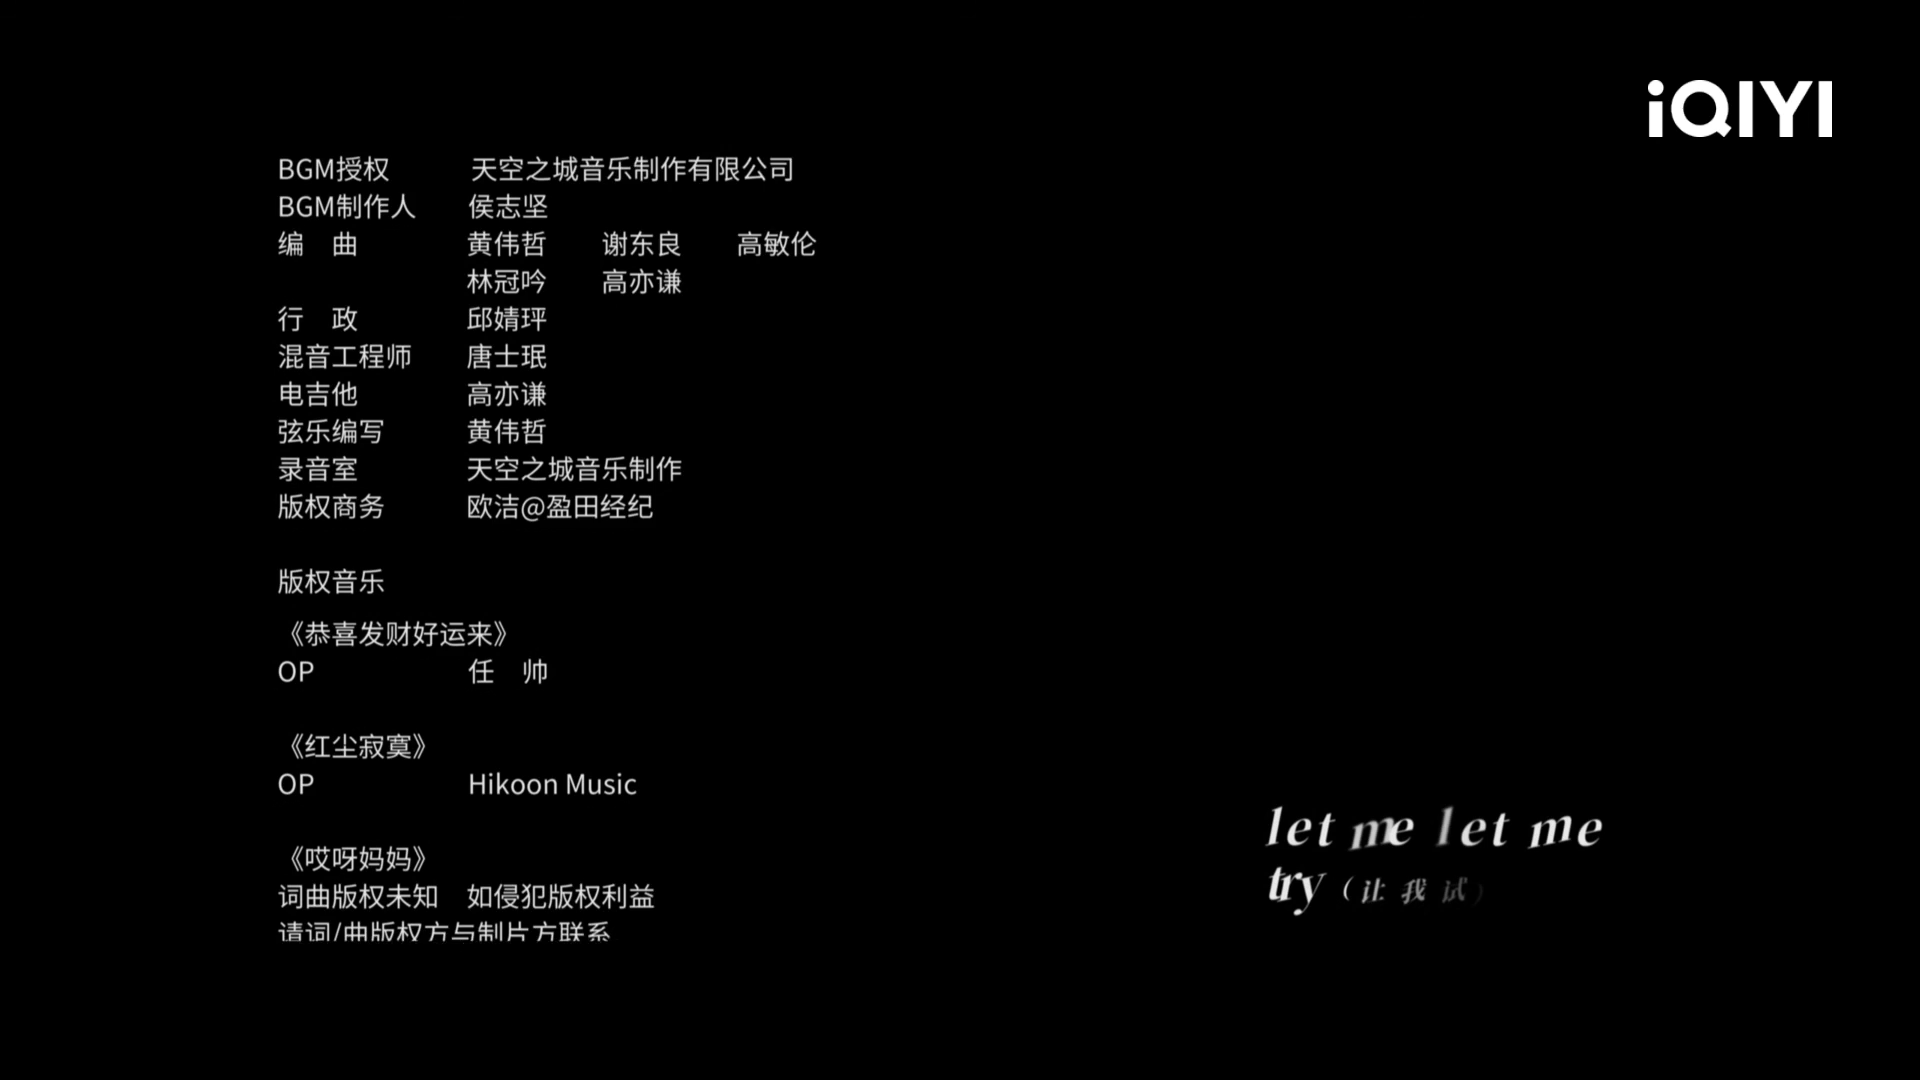 iQIYI
BGM授权 天空之城音乐制作有限公司
BGM制作人 侯志坚
编 曲 黄伟哲 谢东良 高敏伦
林冠吟 高亦谦
行 政 邱婧玶
混音工程师 唐士珉
电吉他 高亦谦
弦乐编写 黄伟哲
录音室 天空之城音乐制作
版权商务 欧洁@盈田经纪
版权音乐
《恭喜发财好运来》
OP 任 帅
《红尘寂寞》
OP Hikoon Music
《哎呀妈妈》
词曲版权未知 如侵犯版权利益
请词/曲版权方与制片方联系
let me let me
try（让我试）